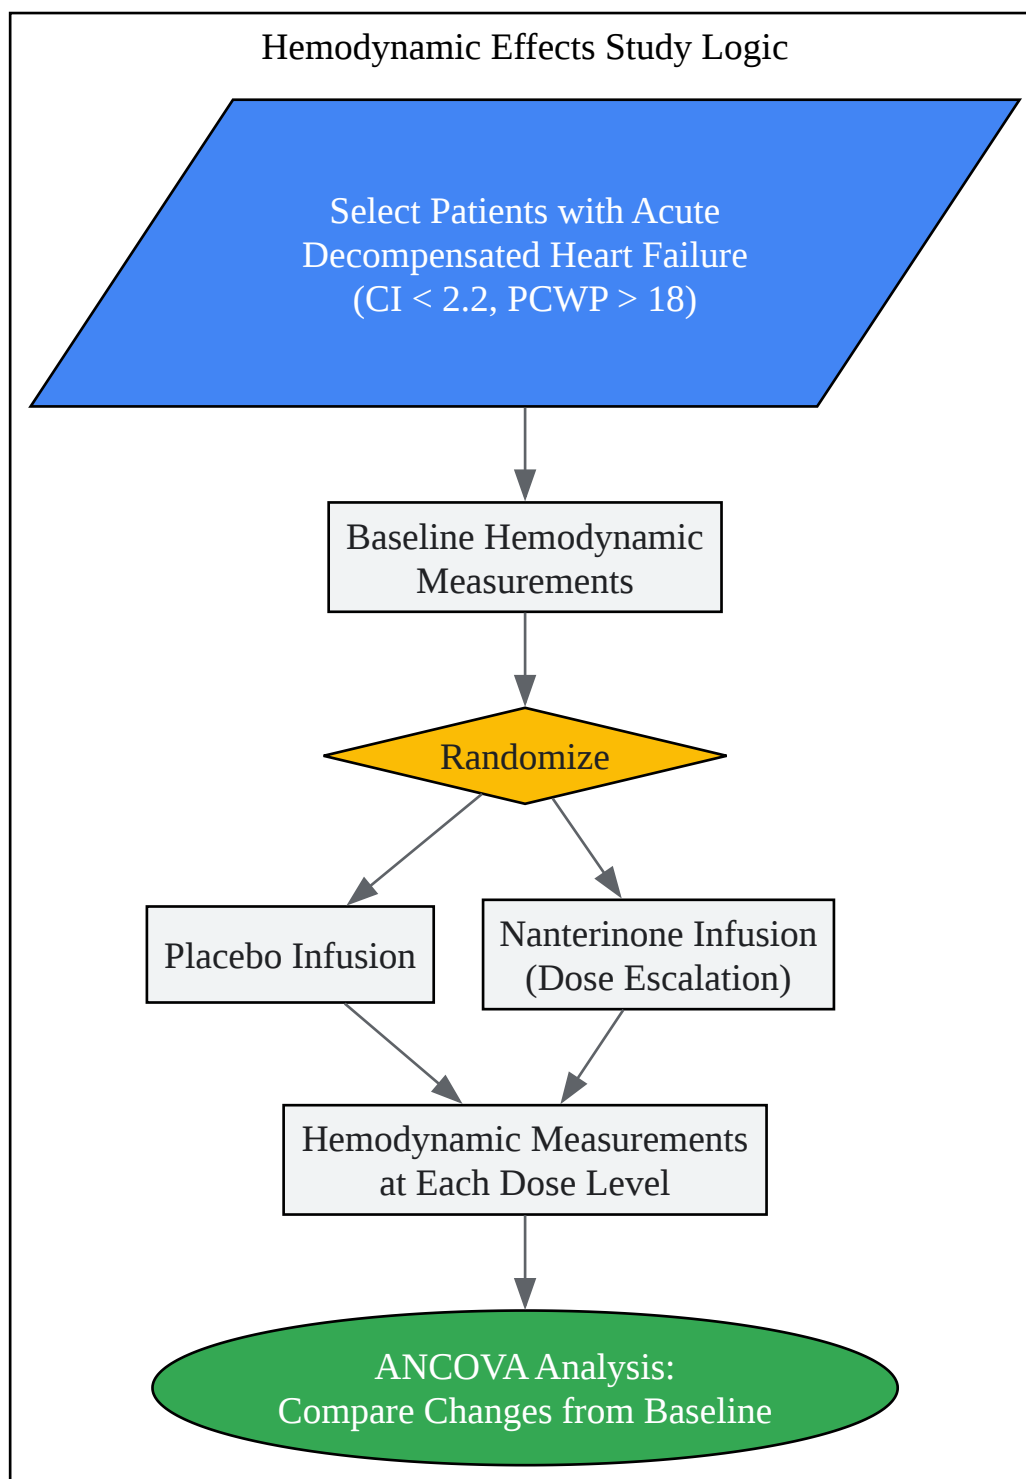 Hemodynamic Effects Study Logic
Select Patients with Acute
Decompensated Heart Failure
(CI < 2.2, PCWP > 18)
Baseline Hemodynamic
Measurements
Randomize
Placebo Infusion
Nanterinone Infusion
(Dose Escalation)
Hemodynamic Measurements
at Each Dose Level
ANCOVA Analysis:
Compare Changes from Baseline